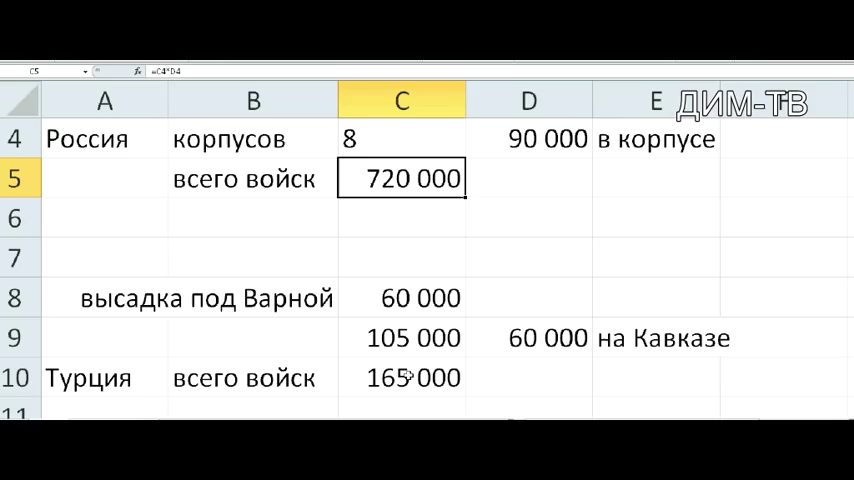 C5 fx =C4*D4
A B C D E F
ДИМ-ТВ
4 Россия корпусов 8 90 000 в корпусе
5 всего войск 720 000
6
7
8 высадка под Варной 60 000
9 105 000 60 000 на Кавказе
10 Турция всего войск 165 000
11